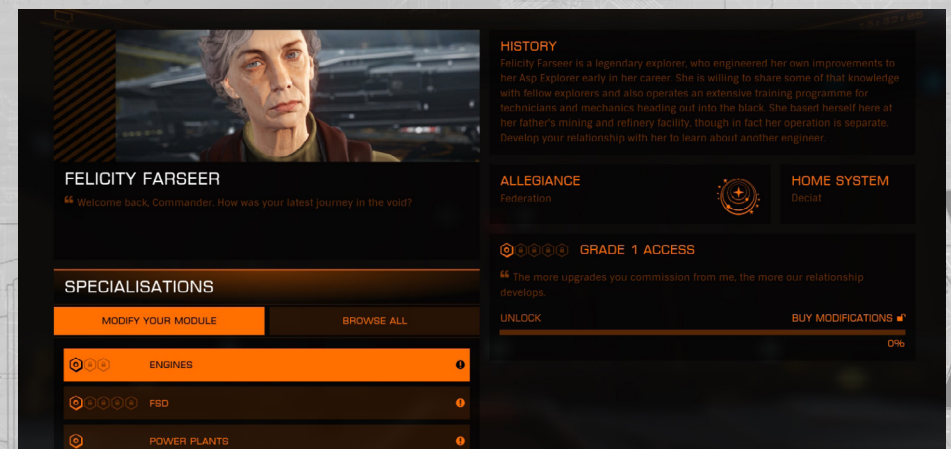 FELICITY FARSEER
“ Welcome back, Commander. How was your latest journey in the void?
SPECIALISATIONS
MODIFY YOUR MODULE
BROWSE ALL
ENGINES
FSD
POWER PLANTS
HISTORY
Felicity Farseer is a legendary explorer, who engineered her own improvements to
her Asp Explorer early in her career. She is willing to share some of that knowledge
with fellow explorers and also operates an extensive training programme for
technicians and mechanics heading out into the black. She based herself here at
her father's mining and refinery facility, though in fact her operation is separate.
Develop your relationship with her to learn about another engineer.
ALLEGIANCE
Federation
HOME SYSTEM
Deciat
GRADE 1 ACCESS
“ The more upgrades you commission from me, the more our relationship
develops.
UNLOCK
BUY MODIFICATIONS
0%